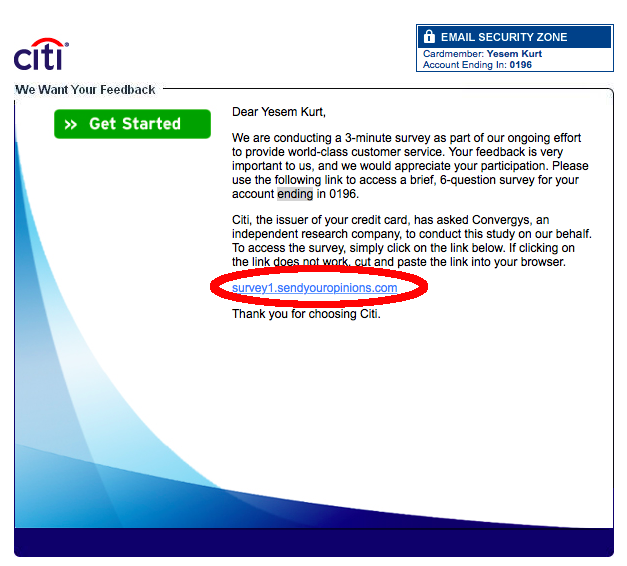 citi®
EMAIL SECURITY ZONE
Cardmember: Yesem Kurt
Account Ending In: 0196
We Want Your Feedback
>> Get Started
Dear Yesem Kurt,
We are conducting a 3-minute survey as part of our ongoing effort
to provide world-class customer service. Your feedback is very
important to us, and we would appreciate your participation. Please
use the following link to access a brief, 6-question survey for your
account ending in 0196.
Citi, the issuer of your credit card, has asked Convergys, an
independent research company, to conduct this study on our behalf.
To access the survey, simply click on the link below. If clicking on
the link does not work, cut and paste the link into your browser.
survey1.sendyouropinions.com
Thank you for choosing Citi.